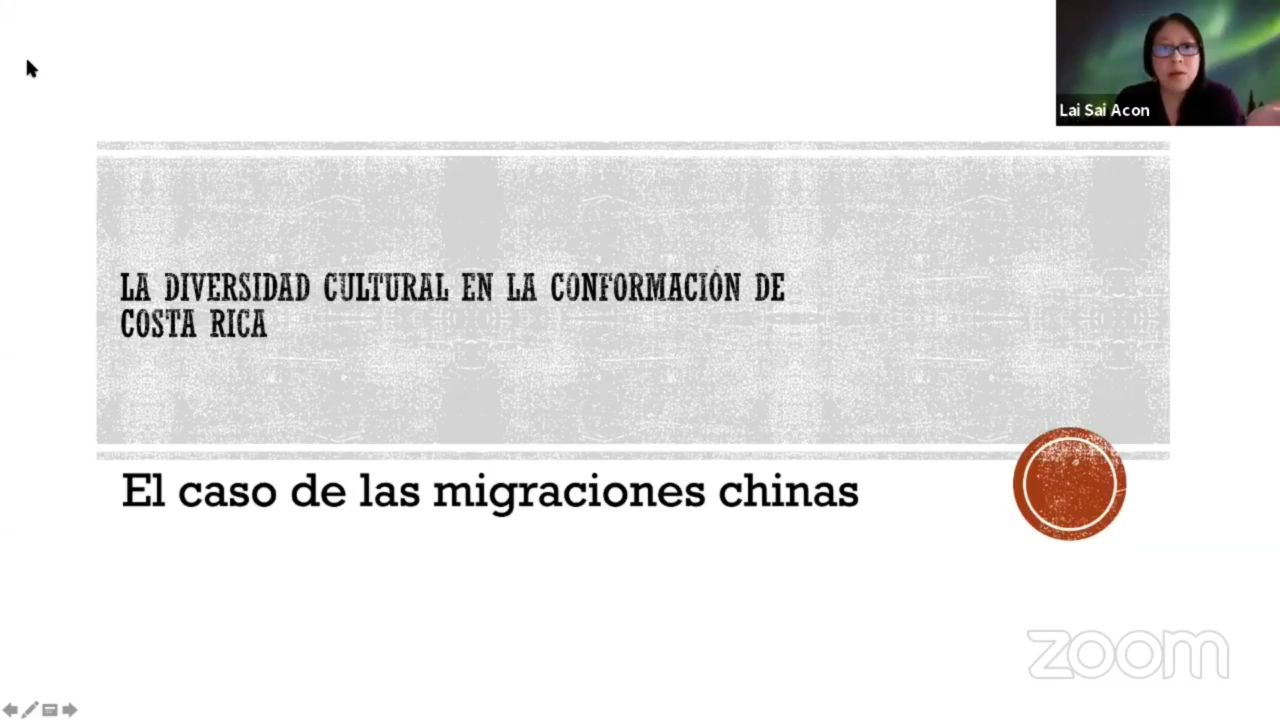 Lai Sai Acon
LA DIVERSIDAD CULTURAL EN LA CONFORMACIÓN DE
COSTA RICA
El caso de las migraciones chinas
zoom